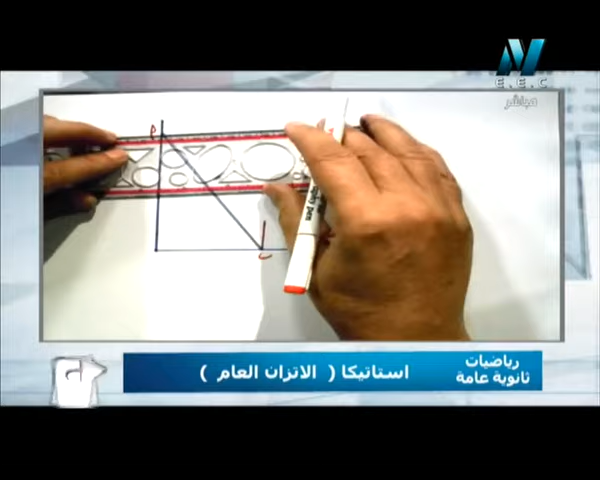 E.E.C
مباشر
رياضيات
ثانوية عامة
استاتيكا ( الاتزان العام )